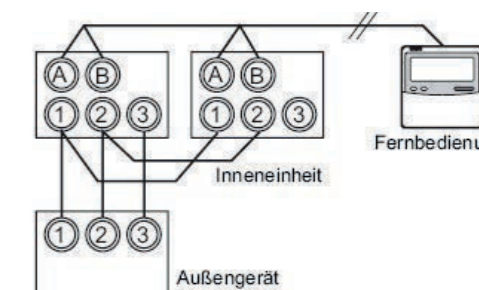 A B A B
1 2 3 1 2 3
Fernbedienu
Inneneinheit
1 2 3
Außengerät